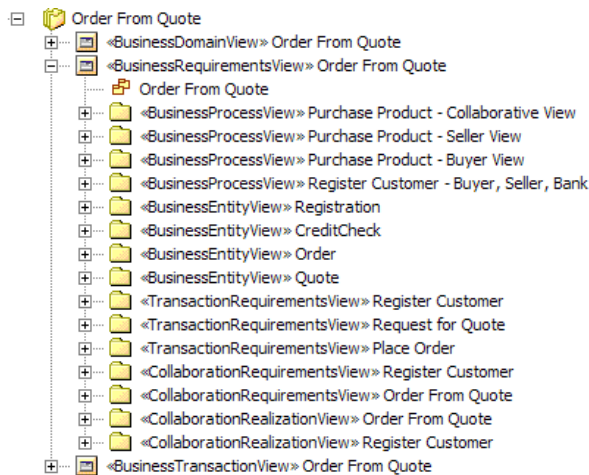 Order From Quote
«BusinessDomainView» Order From Quote
«BusinessRequirementsView» Order From Quote
Order From Quote
«BusinessProcessView» Purchase Product - Collaborative View
«BusinessProcessView» Purchase Product - Seller View
«BusinessProcessView» Purchase Product - Buyer View
«BusinessProcessView» Register Customer - Buyer, Seller, Bank
«BusinessEntityView» Registration
«BusinessEntityView» CreditCheck
«BusinessEntityView» Order
«BusinessEntityView» Quote
«TransactionRequirementsView» Register Customer
«TransactionRequirementsView» Request for Quote
«TransactionRequirementsView» Place Order
«CollaborationRequirementsView» Register Customer
«CollaborationRequirementsView» Order From Quote
«CollaborationRealizationView» Order From Quote
«CollaborationRealizationView» Register Customer
«BusinessTransactionView» Order From Quote